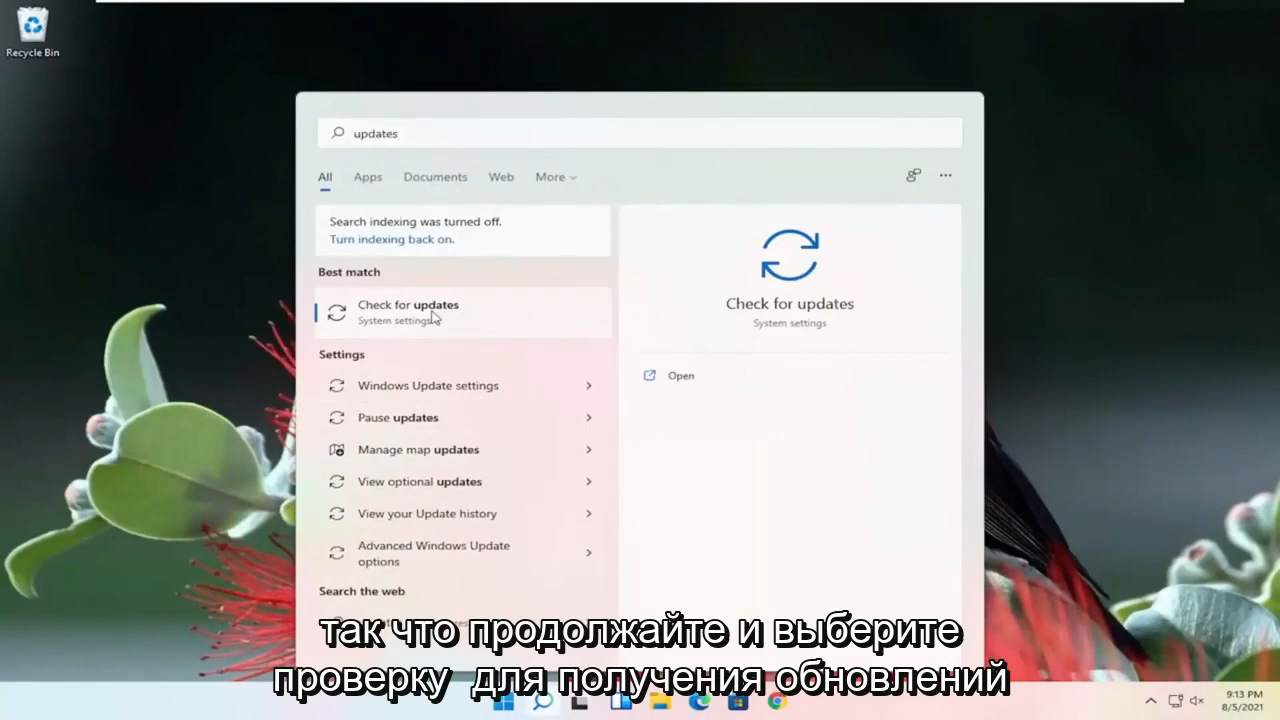 Recycle Bin
updates
All Apps Documents Web More
Search indexing was turned off.
Turn indexing back on.
Best match
Check for updates
System settings
Settings
Windows Update settings
Pause updates
Manage map updates
View optional updates
View your Update history
Advanced Windows Update
options
Search the web
Check for updates
System settings
Open
так что продолжайте и выберите
проверку для получения обновлений
9:13 PM
8/5/2021